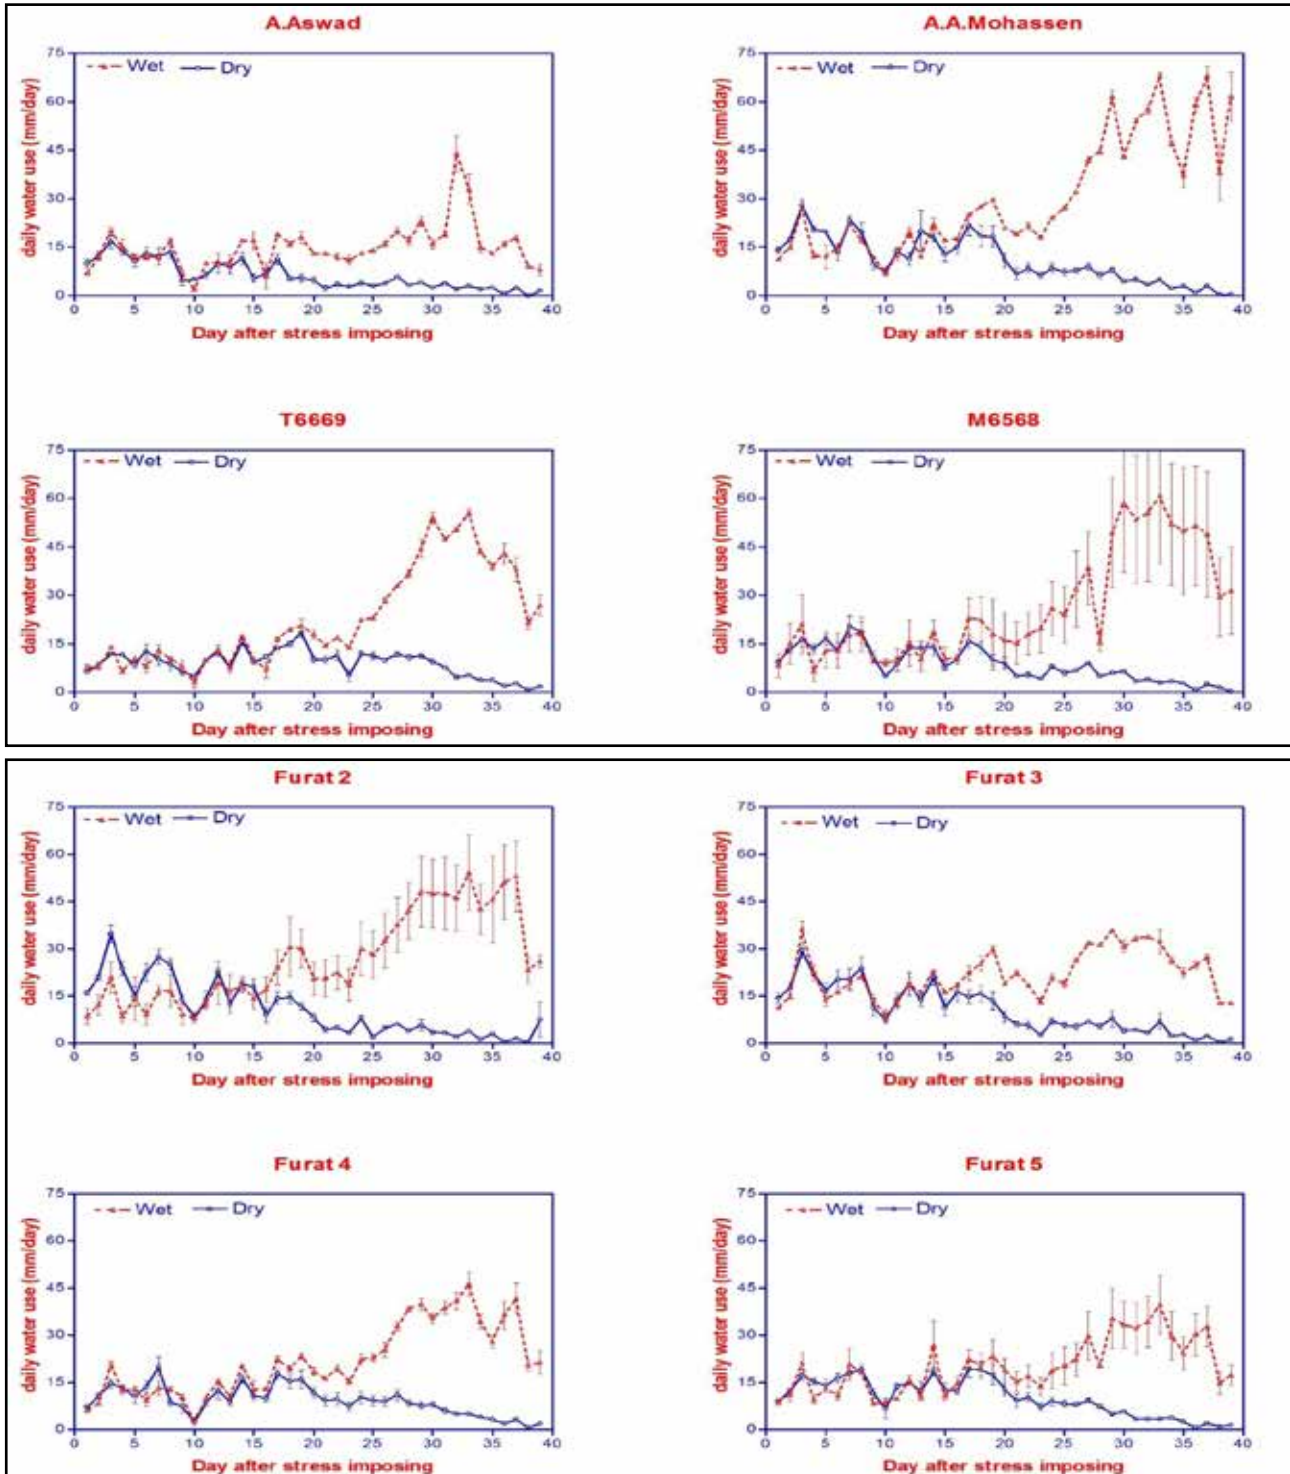 A.Aswad
75
60
45
30
15
0
daily water use (mm/day)
Wet Dry
0 5 10 15 20 25 30 35 40
Day after stress imposing
A.A.Mohassen
75
60
45
30
15
0
daily water use (mm/day)
Wet Dry
0 5 10 15 20 25 30 35 40
Day after stress imposing
T6669
75
60
45
30
15
0
daily water use (mm/day)
Wet Dry
0 5 10 15 20 25 30 35 40
Day after stress imposing
M6568
75
60
45
30
15
0
daily water use (mm/day)
Wet Dry
0 5 10 15 20 25 30 35 40
Day after stress imposing
Furat 2
75
60
45
30
15
0
daily water use (mm/day)
Wet Dry
0 5 10 15 20 25 30 35 40
Day after stress imposing
Furat 3
75
60
45
30
15
0
daily water use (mm/day)
Wet Dry
0 5 10 15 20 25 30 35 40
Day after stress imposing
Furat 4
75
60
45
30
15
0
daily water use (mm/day)
Wet Dry
0 5 10 15 20 25 30 35 40
Day after stress imposing
Furat 5
75
60
45
30
15
0
daily water use (mm/day)
Wet Dry
0 5 10 15 20 25 30 35 40
Day after stress imposing